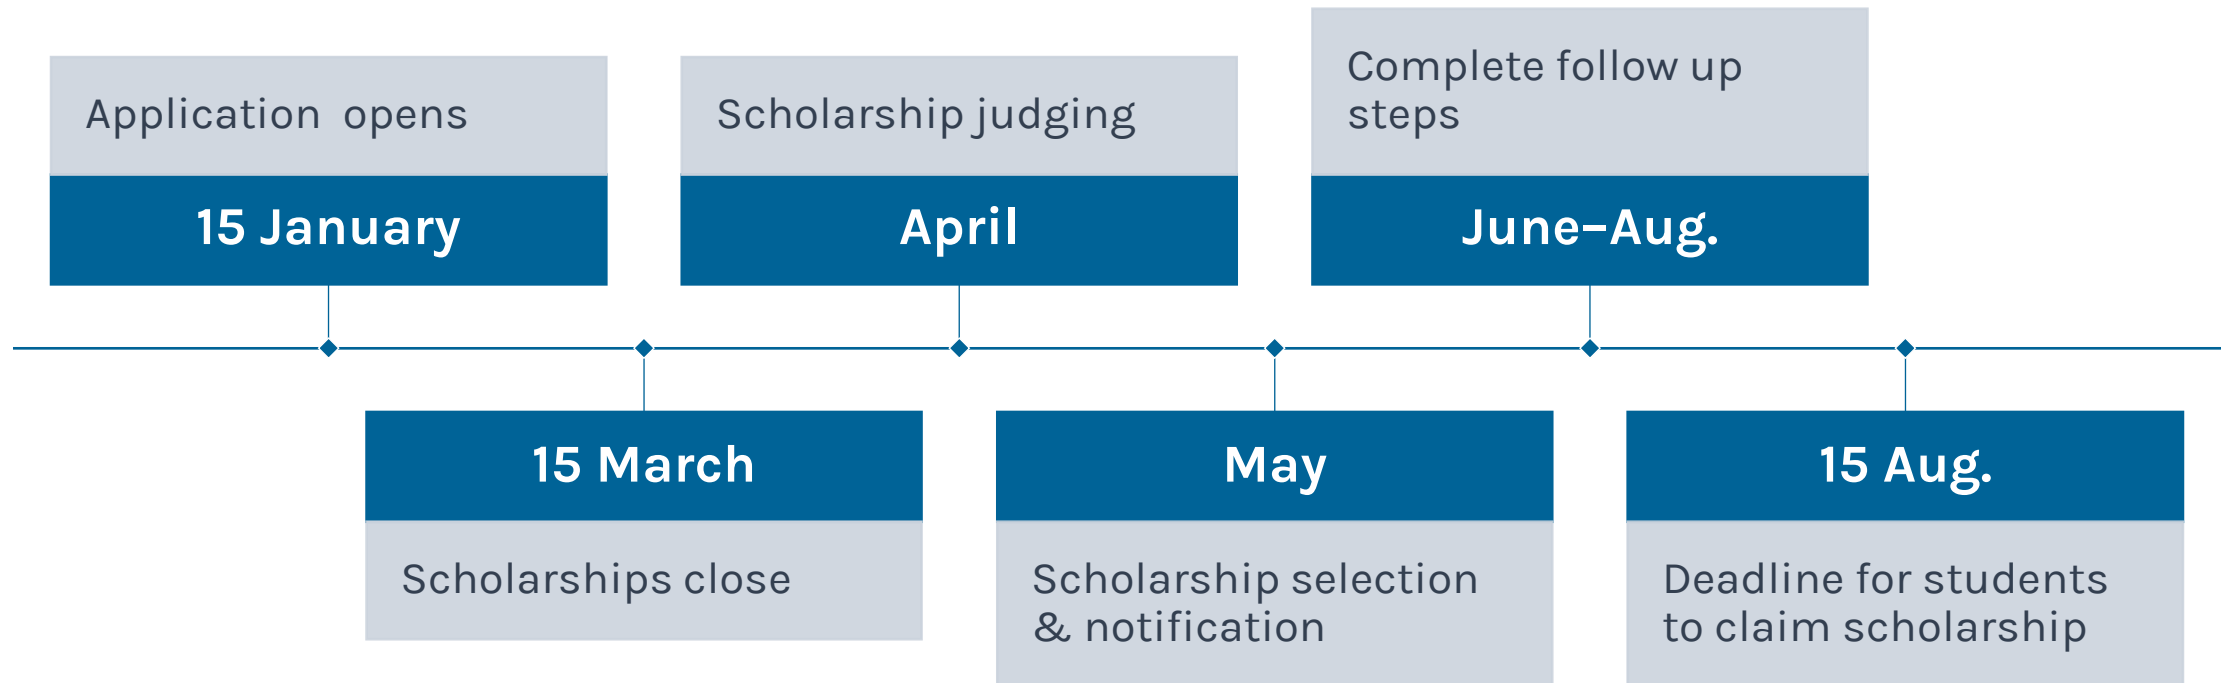 Application  opens
15 January
15 March
Scholarships close
Scholarship judging
April
May
Scholarship selection
& notification
Complete follow up
steps
June–Aug.
15 Aug.
Deadline for students
to claim scholarship